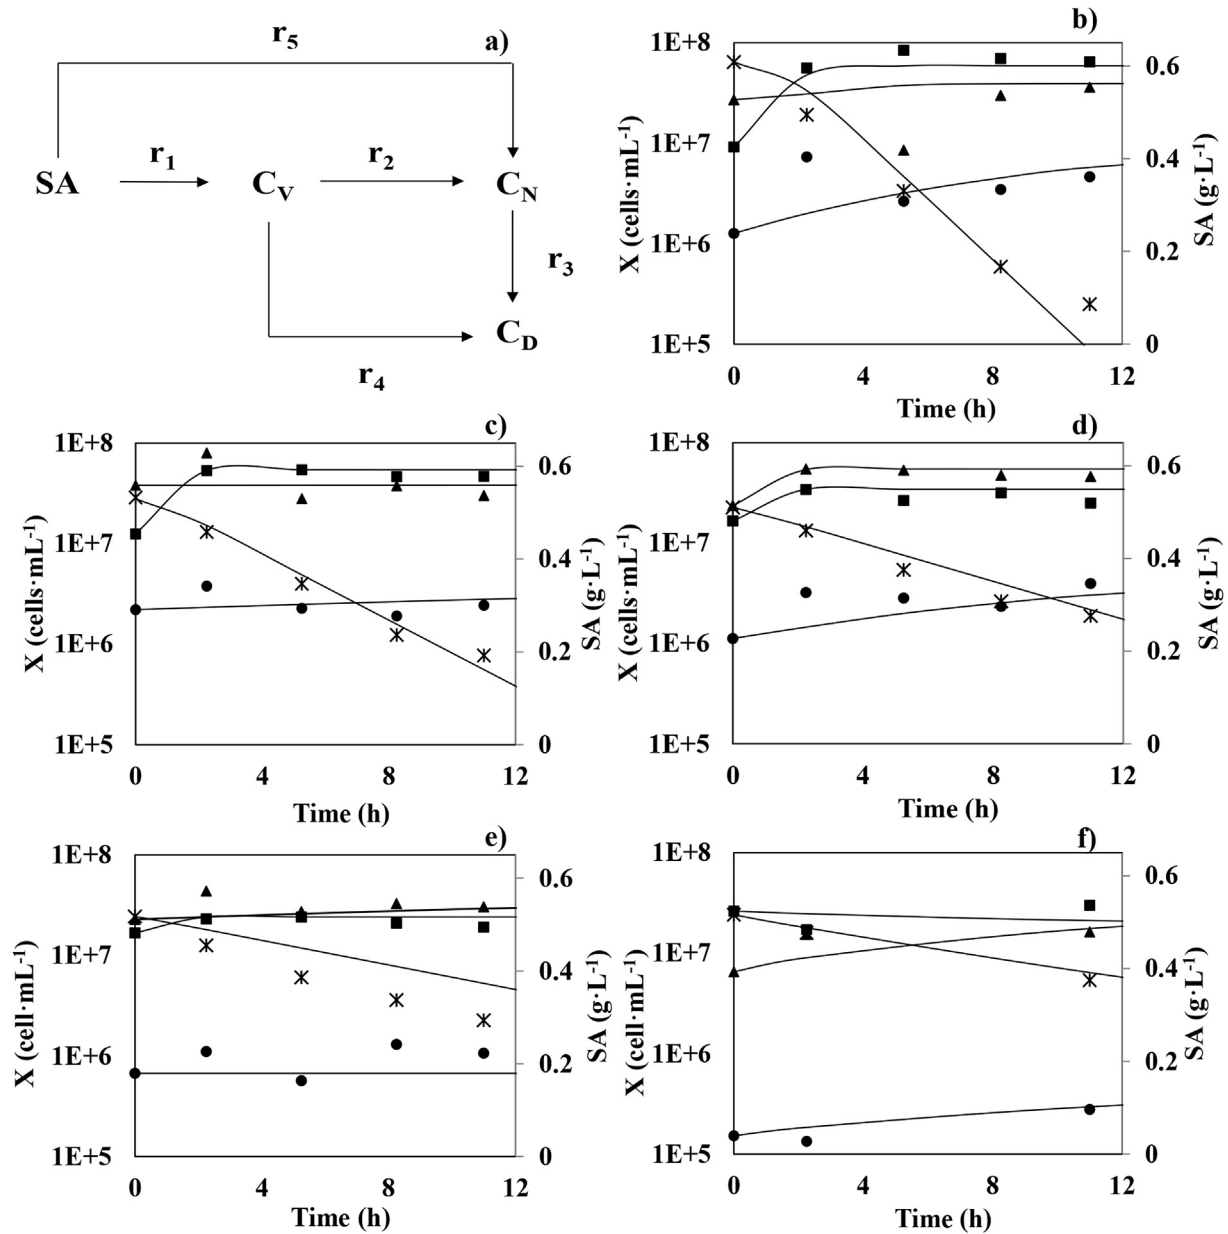 r5 a)
SA r1 CV r2 CN
r3
CD
r4
b)
1E+8
1E+7
1E+6
1E+5
X (cells·mL-1)
0.6
0.4
0.2
0
SA (g·L-1)
0 4 8 12
Time (h)
c)
1E+8
1E+7
1E+6
1E+5
X (cells·mL-1)
0.6
0.4
0.2
0
SA (g·L-1)
0 4 8 12
Time (h)
d)
1E+8
1E+7
1E+6
1E+5
X (cells·mL-1)
0.6
0.4
0.2
0
SA (g·L-1)
0 4 8 12
Time (h)
e)
1E+8
1E+7
1E+6
1E+5
X (cell·mL-1)
0.6
0.4
0.2
0
SA (g·L-1)
0 4 8 12
Time (h)
f)
1E+8
1E+7
1E+6
1E+5
X (cell·mL-1)
0.6
0.4
0.2
0
SA (g·L-1)
0 4 8 12
Time (h)